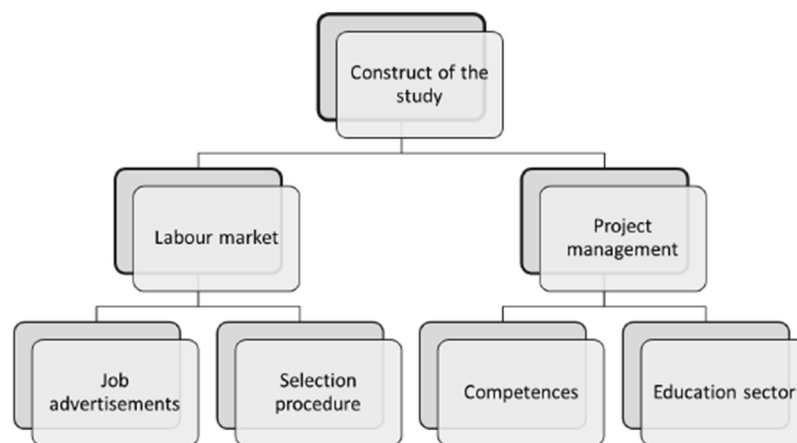 Construct of the
study
Labour market
Project
management
Job
advertisements
Selection
procedure
Competences
Education sector